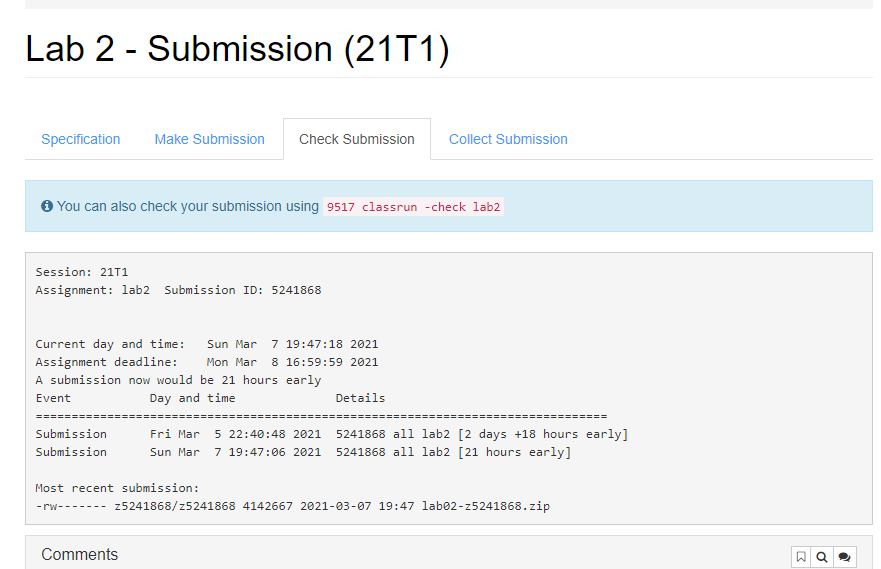 Lab 2 - Submission (21T1)
Specification Make Submission Check Submission Collect Submission
You can also check your submission using 9517 classrun -check lab2
Session: 21T1
Assignment: lab2  Submission ID: 5241868
Current day and time:   Sun Mar  7 19:47:18 2021
Assignment deadline:    Mon Mar  8 16:59:59 2021
A submission now would be 21 hours early
Event           Day and time              Details
================================================================================
Submission      Fri Mar  5 22:40:48 2021  5241868 all lab2 [2 days +18 hours early]
Submission      Sun Mar  7 19:47:06 2021  5241868 all lab2 [21 hours early]
Most recent submission:
-rw------- z5241868/z5241868 4142667 2021-03-07 19:47 lab02-z5241868.zip
Comments